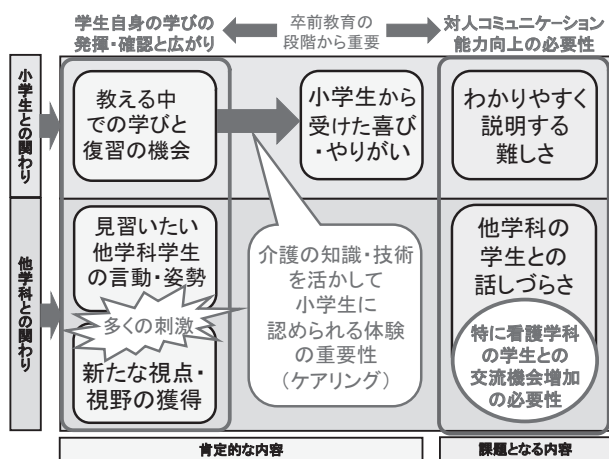 学生自身の学びの
発揮・確認と広がり
卒前教育の
段階から重要
対人コミュニケーション
能力向上の必要性
小学生との関わり
教える中
での学びと
復習の機会
小学生から
受けた喜び
・やりがい
わかりやすく
説明する
難しさ
他学科との関わり
見習いたい
他学科学生
の言動・姿勢
多くの刺激
新たな視点・
視野の獲得
介護の知識・技術
を活かして
小学生に
認められる体験
の重要性
（ケアリング）
他学科の
学生との
話しづらさ
特に看護学科
の学生との
交流機会増加
の必要性
肯定的な内容
課題となる内容